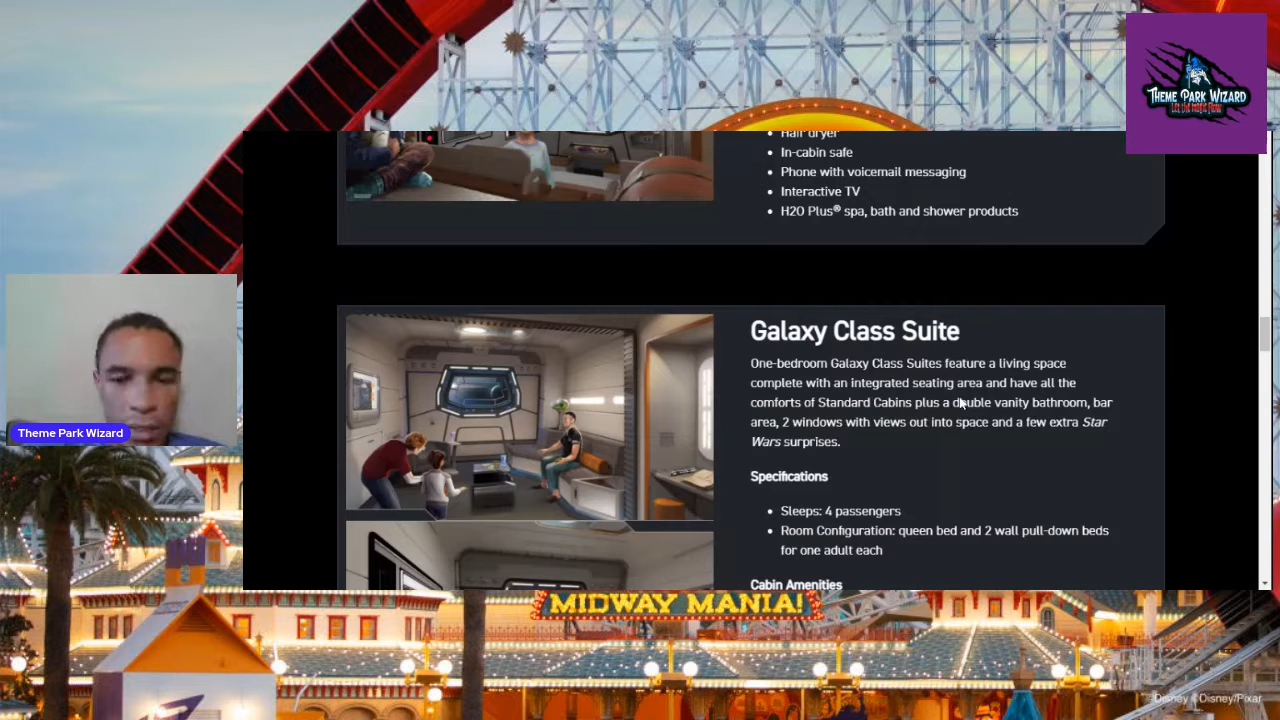 THEME PARK WIZARD
Hair dryer
In-cabin safe
Phone with voicemail messaging
Interactive TV
H2O Plus® spa, bath and shower products
Galaxy Class Suite
One-bedroom Galaxy Class Suites feature a living space
complete with an integrated seating area and have all the
comforts of Standard Cabins plus a double vanity bathroom, bar
area, 2 windows with views out into space and a few extra Star
Wars surprises.
Specifications
• Sleeps: 4 passengers
• Room Configuration: queen bed and 2 wall pull-down beds
for one adult each
Cabin Amenities
Theme Park Wizard
MIDWAY MANIA!
©Disney ©Disney/Pixar